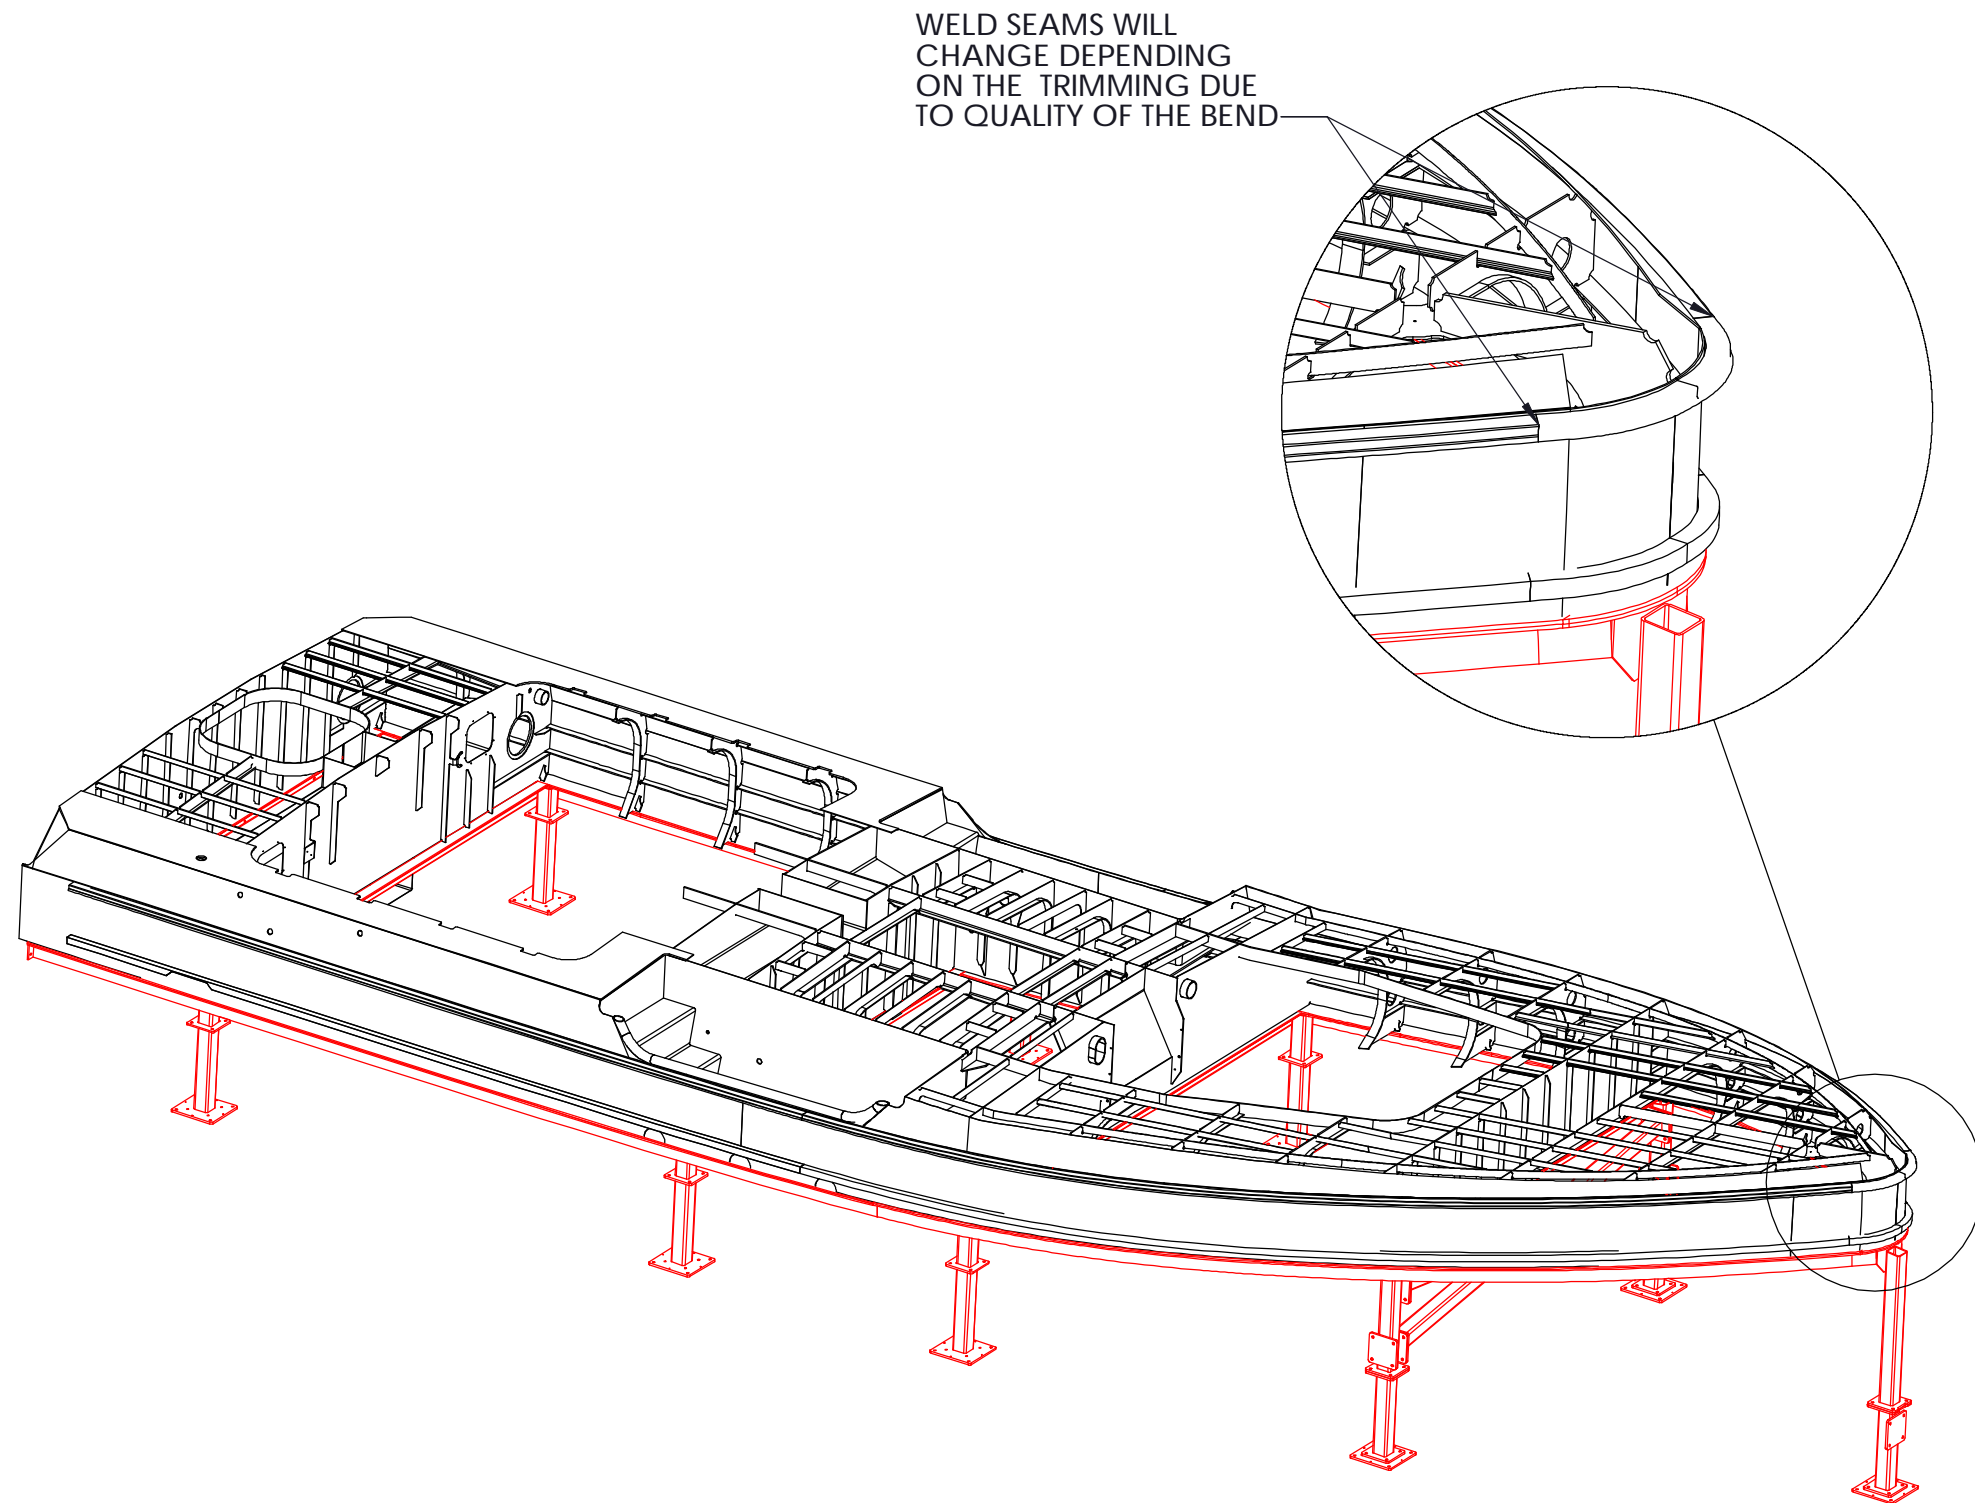 WELD SEAMS WILL
CHANGE DEPENDING
ON THE TRIMMING DUE
TO QUALITY OF THE BEND